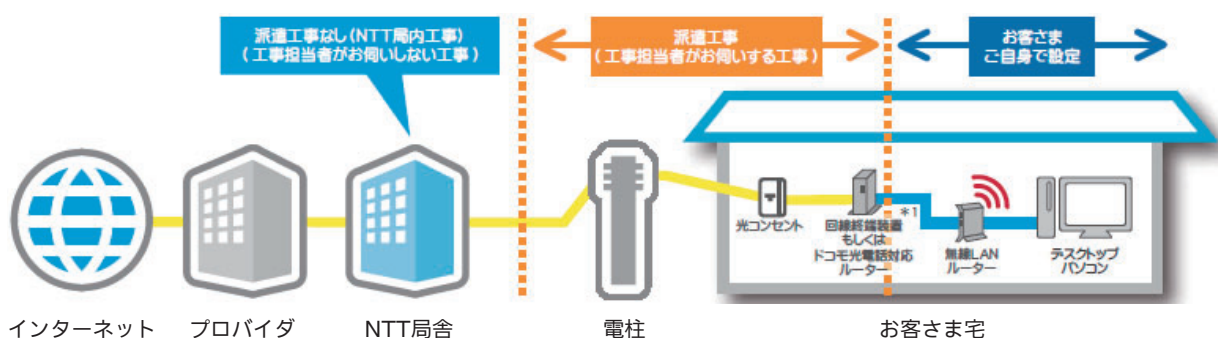 派遣工事なし(NTT局内工事)
(工事担当者がお伺いしない工事)
派遣工事
(工事担当者がお伺いする工事)
お客さま
ご自身で設定
光コンセント
回線終端装置
もしくは
ドコモ光電話対応
ルーター
*1
無線LAN
ルーター
デスクトップ
パソコン
インターネット
プロバイダ
NTT局舎
電柱
お客さま宅